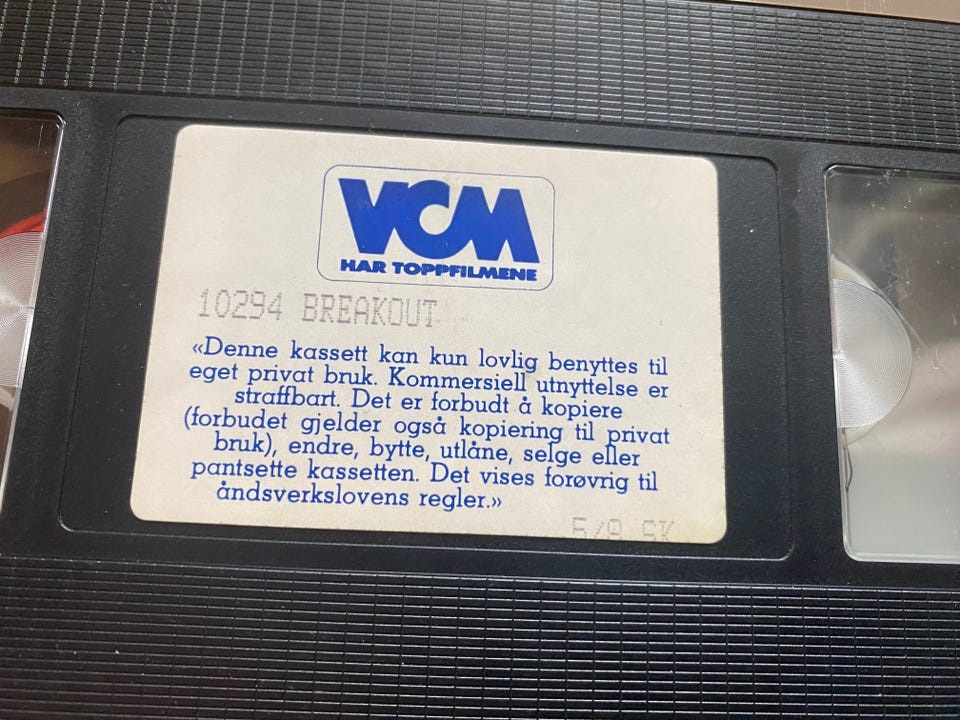 VCM
HAR TOPPFILMENE
10294 BREAKOUT
«Denne kassett kan kun lovlig benyttes til
eget privat bruk. Kommersiell utnyttelse er
straffbart. Det er forbudt å kopiere
(forbudet gjelder også kopiering til privat
bruk), endre, bytte, utlåne, selge eller
pantsette kassetten. Det vises forøvrig til
åndsverkslovens regler.»
SK